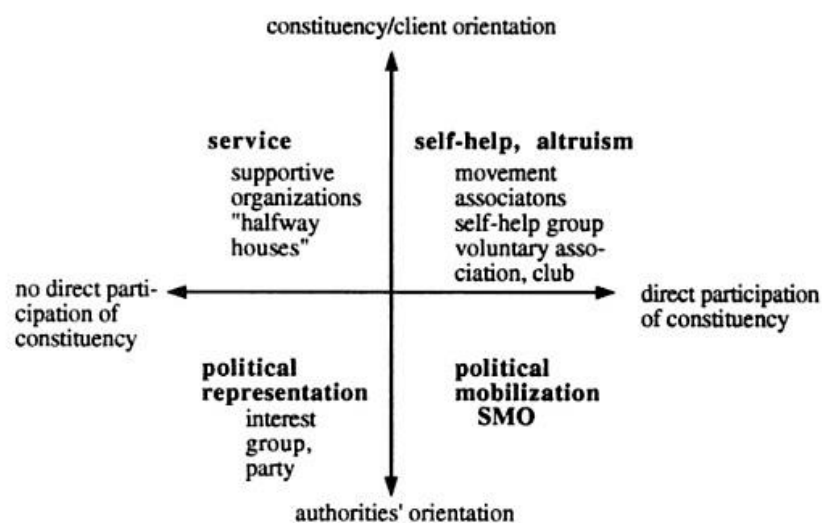 constituency/client orientation
service
supportive
organizations
"halfway
houses"
self-help, altruism
movement
associatons
self-help group
voluntary asso-
ciation, club
no direct parti-
cipation of
constituency
direct participation
of constituency
political
representation
interest
group,
party
political
mobilization
SMO
authorities' orientation